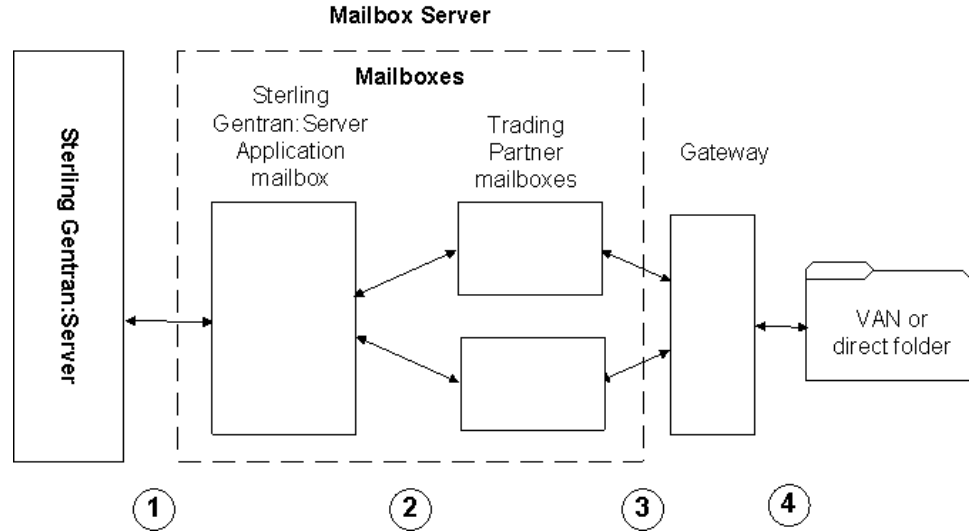 Mailbox Server
Mailboxes
Sterling Gentran:Server
Sterling
Gentran:Server
Application
mailbox
Trading
Partner
mailboxes
Gateway
VAN or
direct folder
1
2
3
4